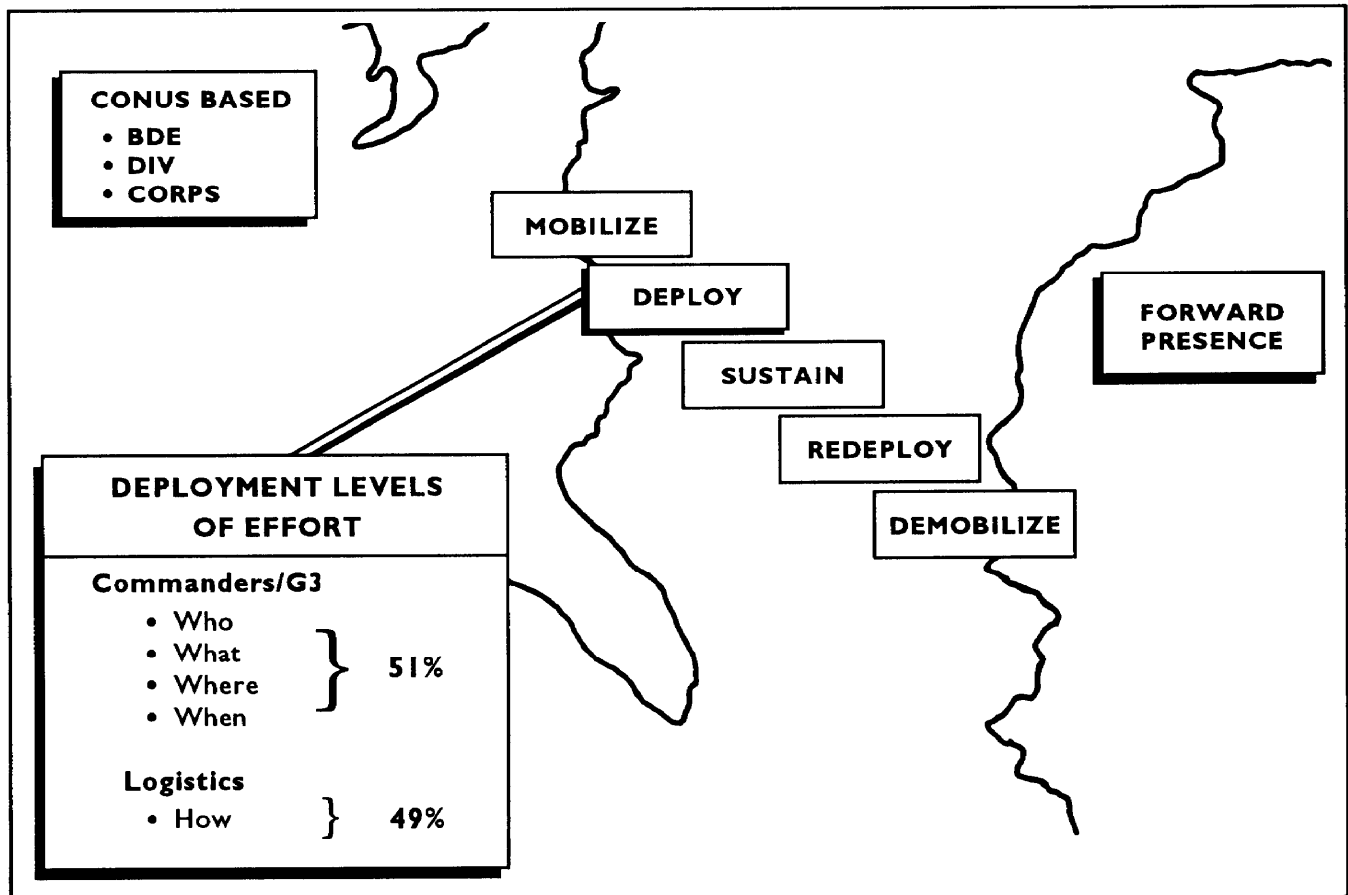 CONUS BASED
• BDE
• DIV
• CORPS
MOBILIZE
DEPLOY
SUSTAIN
REDEPLOY
DEMOBILIZE
FORWARD
PRESENCE
DEPLOYMENT LEVELS
OF EFFORT
Commanders/G3
• Who
• What
• Where
• When
} 51%
Logistics
• How } 49%